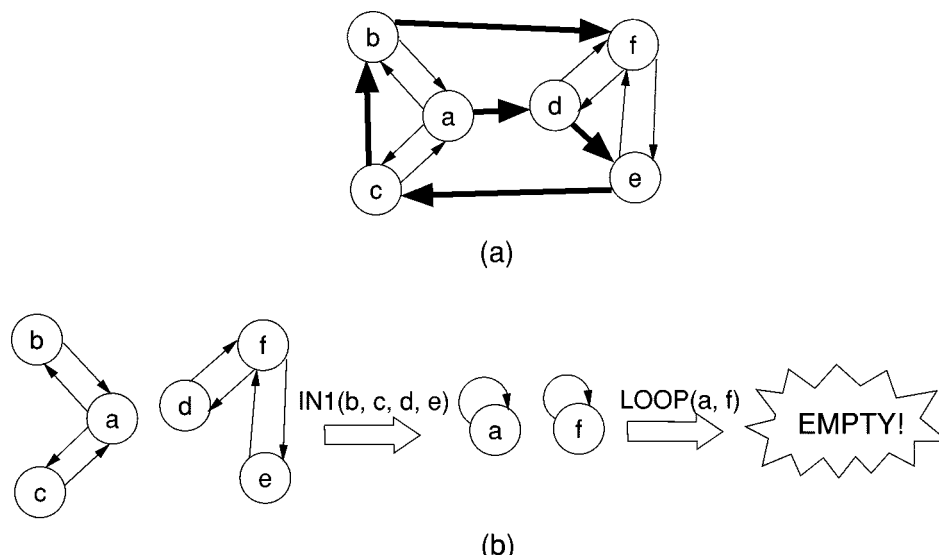 b
f
a
d
c
e
(a)
b
f
d
a
c
e
IN1(b, c, d, e)
a
f
LOOP(a, f)
EMPTY!
(b)